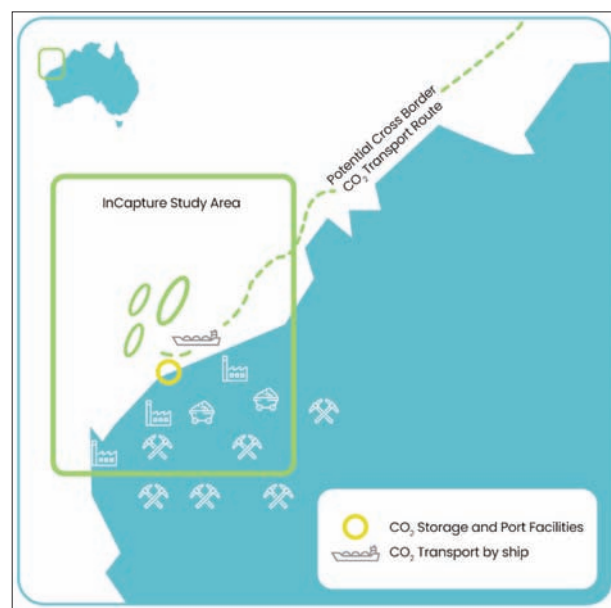 Potential Cross Border
CO₂ Transport Route
InCapture Study Area
CO₂ Storage and Port Facilities
CO₂ Transport by ship